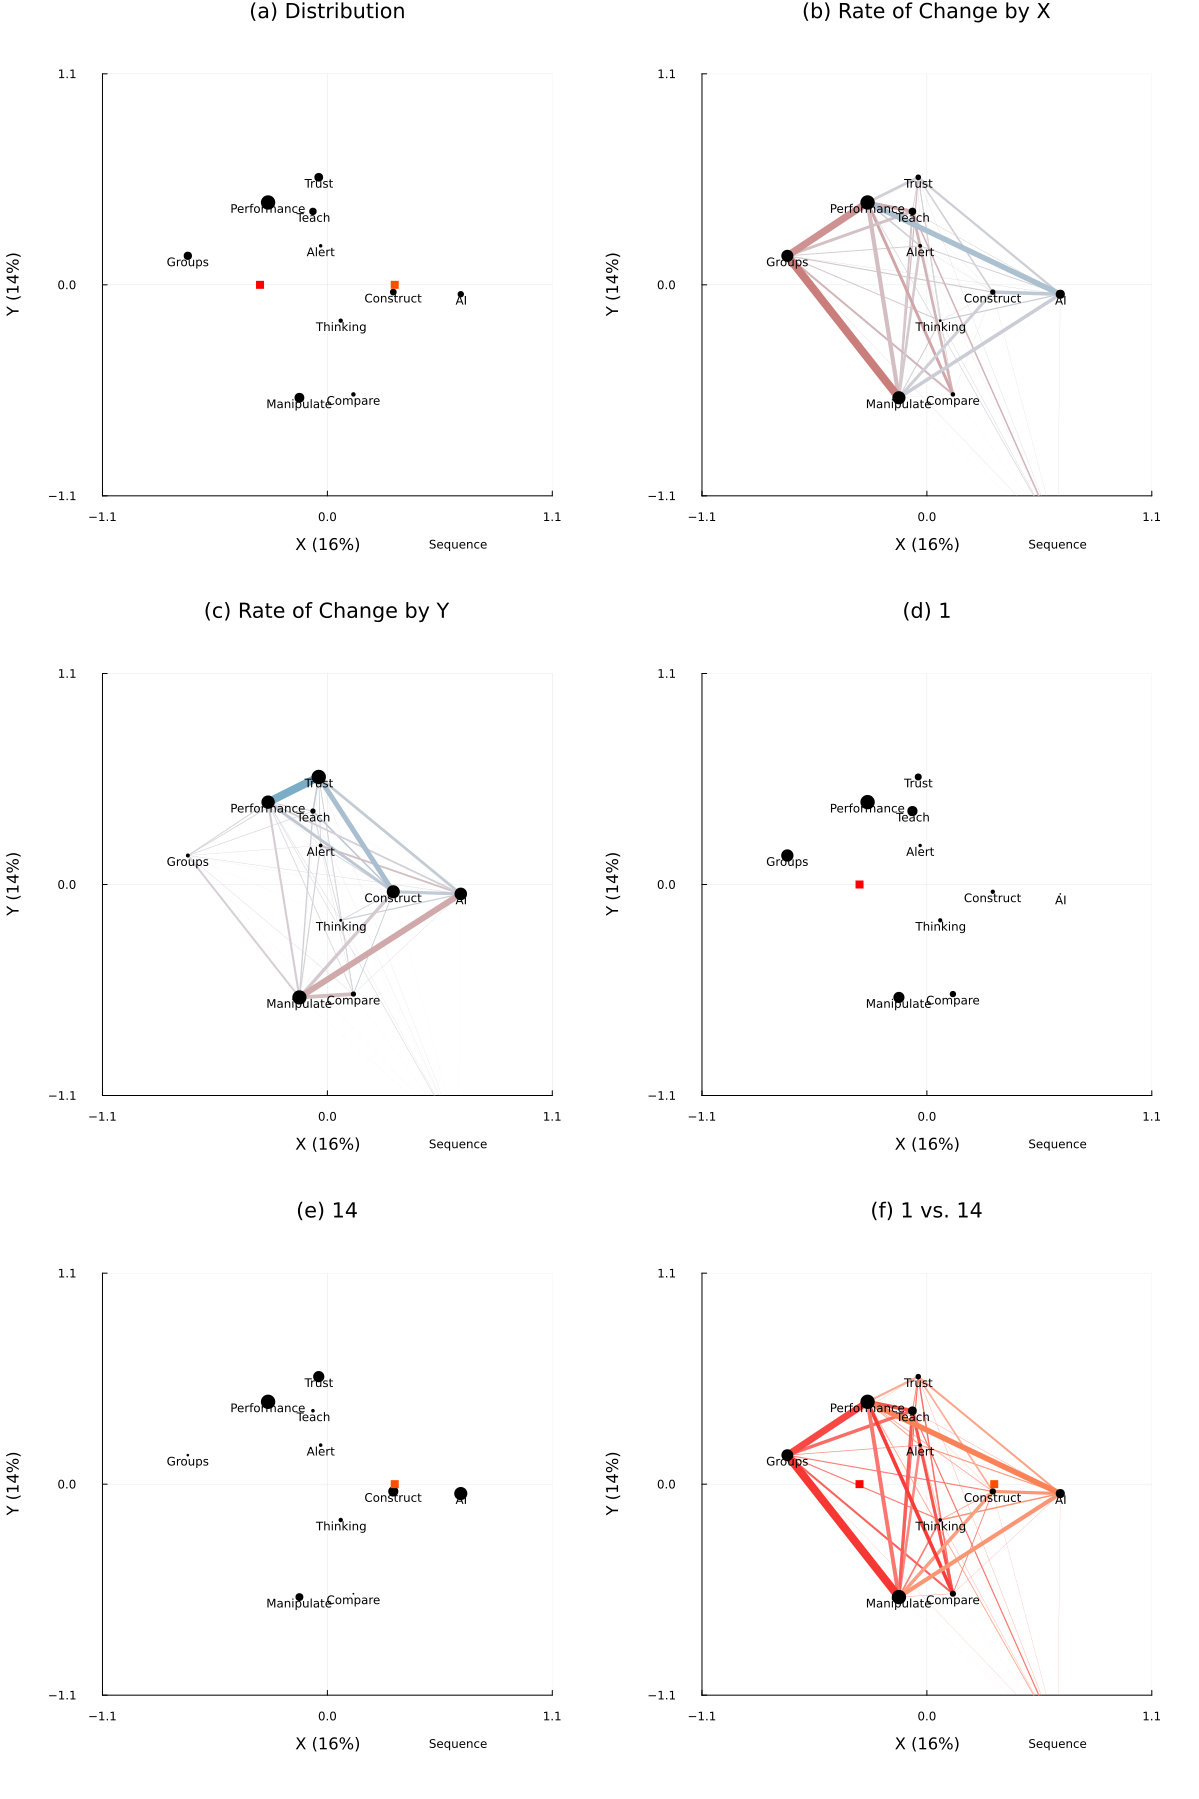 (a) Distribution
1.1
Trust
Performance
Teach
Alert
Groups
0.0
Construct
AI
Thinking
Manipulate
Compare
−1.1
−1.1
0.0
1.1
X (16%)
Sequence
Y (14%)
(b) Rate of Change by X
1.1
Trust
Performance
Teach
Alert
Groups
0.0
Construct
AI
Thinking
Manipulate
Compare
−1.1
−1.1
0.0
1.1
X (16%)
Sequence
Y (14%)
(c) Rate of Change by Y
1.1
Trust
Performance
Teach
Alert
Groups
0.0
Construct
AI
Thinking
Manipulate
Compare
−1.1
−1.1
0.0
1.1
X (16%)
Sequence
Y (14%)
(d) 1
1.1
Trust
Performance
Teach
Alert
Groups
0.0
Construct
AI
Thinking
Manipulate
Compare
−1.1
−1.1
0.0
1.1
X (16%)
Sequence
Y (14%)
(e) 14
1.1
Trust
Performance
Teach
Alert
Groups
0.0
Construct
AI
Thinking
Manipulate
Compare
−1.1
−1.1
0.0
1.1
X (16%)
Sequence
Y (14%)
(f) 1 vs. 14
1.1
Trust
Performance
Teach
Alert
Groups
0.0
Construct
AI
Thinking
Manipulate
Compare
−1.1
−1.1
0.0
1.1
X (16%)
Sequence
Y (14%)